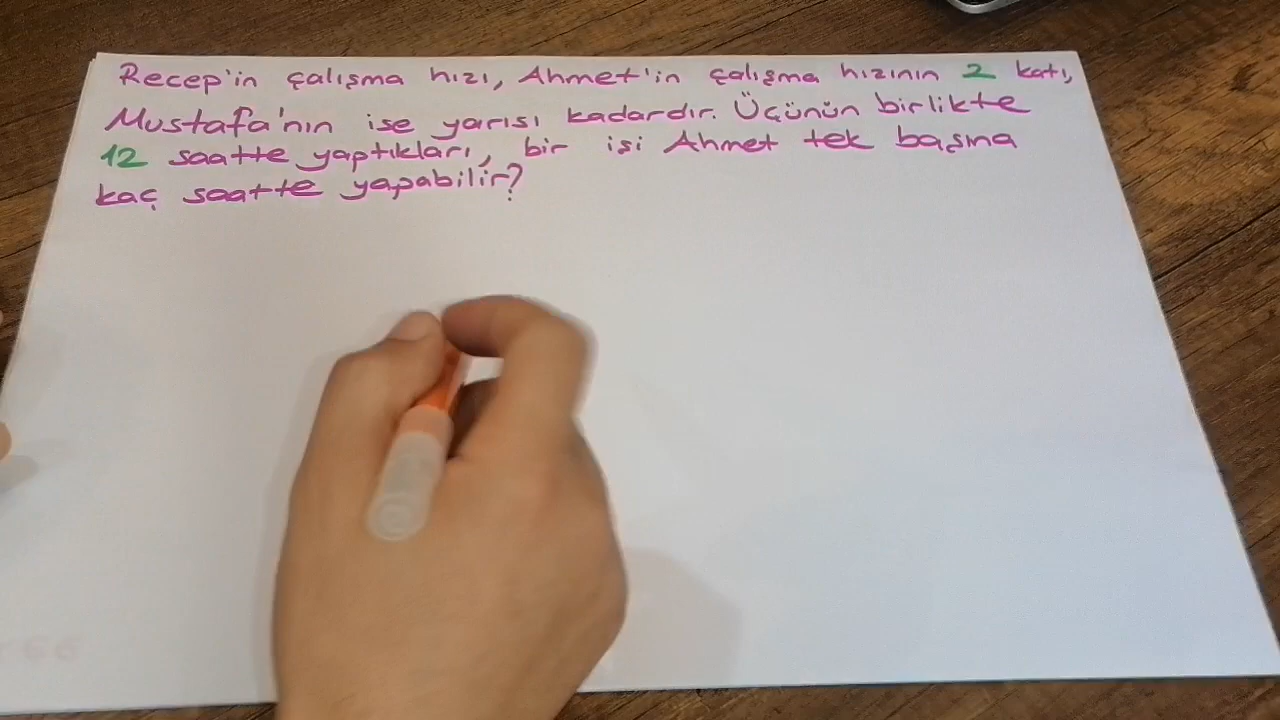 Recep'in çalışma hızı, Ahmet'in çalışma hızının 2 katı,
Mustafa'nın ise yarısı kadardır. Üçünün birlikte
12 saatte yaptıkları, bir işi Ahmet tek başına
kaç saatte yapabilir?